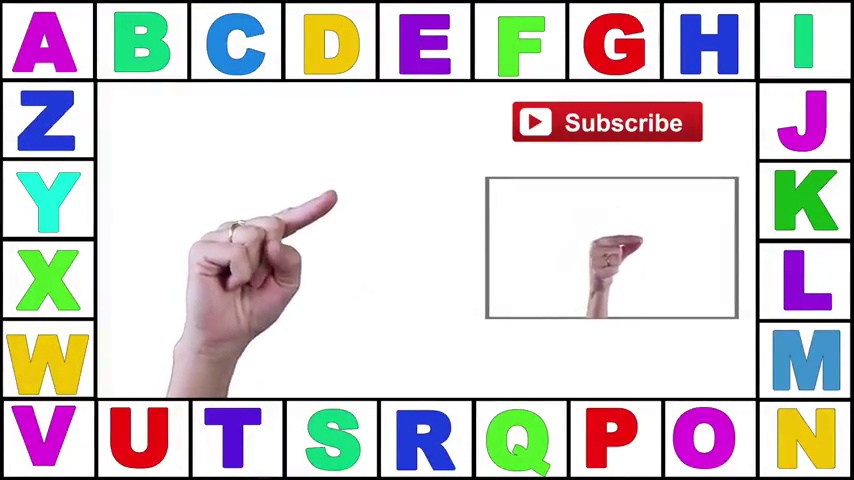 A B C D E F G H I
Subscribe
Z J
Y K
X L
W M
V U T S R Q P O N